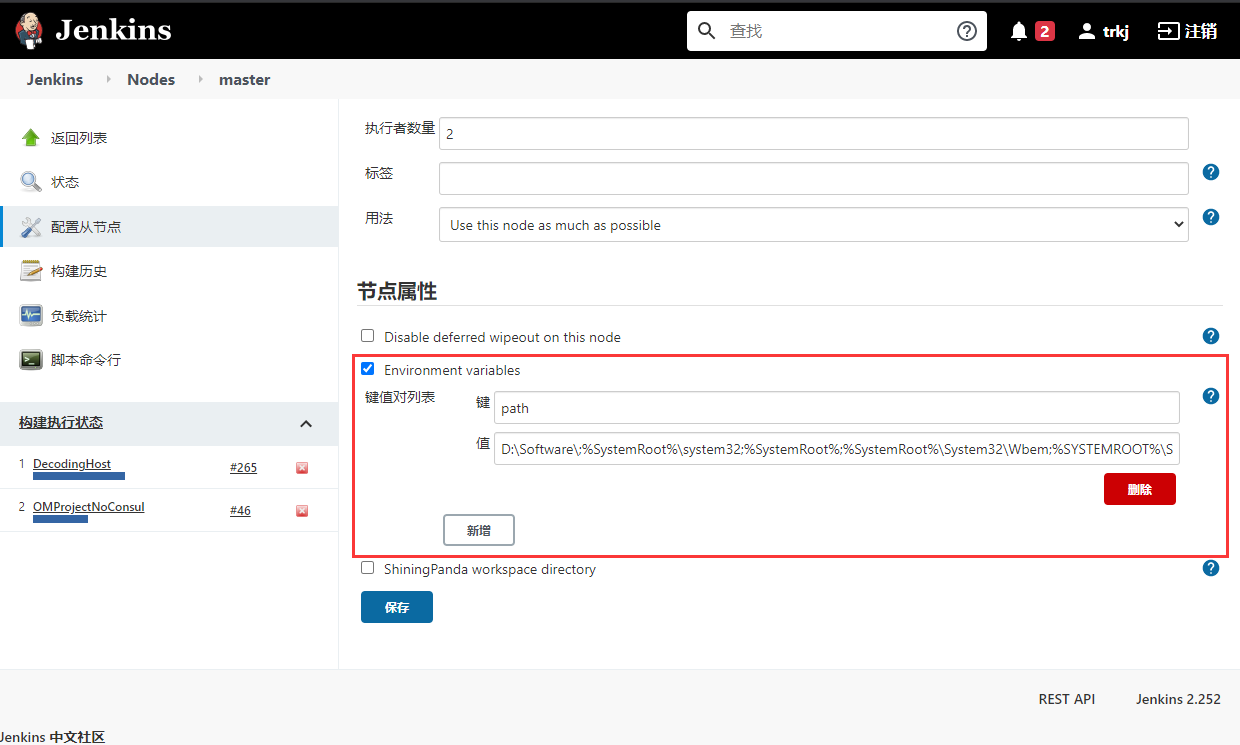 Jenkins
查找
2
trkj
注销
Jenkins
Nodes
master
返回列表
状态
配置从节点
构建历史
负载统计
脚本命令行
构建执行状态
1 DecodingHost #265
2 OMProjectNoConsul #46
执行者数量 2
标签
用法 Use this node as much as possible
节点属性
Disable deferred wipeout on this node
Environment variables
键值对列表 键 path
值 D:\Software\;%SystemRoot%\system32;%SystemRoot%;%SystemRoot%\System32\Wbem;%SYSTEMROOT%\S
删除
新增
ShiningPanda workspace directory
保存
REST API
Jenkins 2.252
Jenkins 中文社区